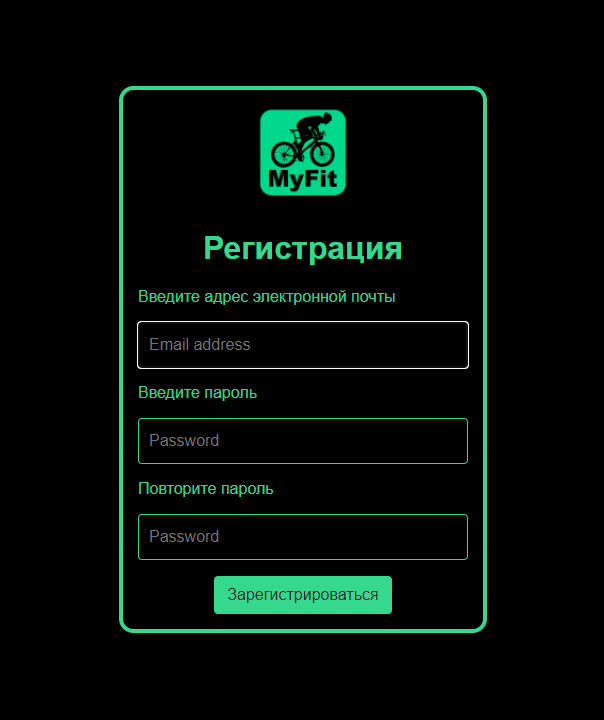 MyFit
Регистрация
Введите адрес электронной почты
Email address
Введите пароль
Password
Повторите пароль
Password
Зарегистрироваться